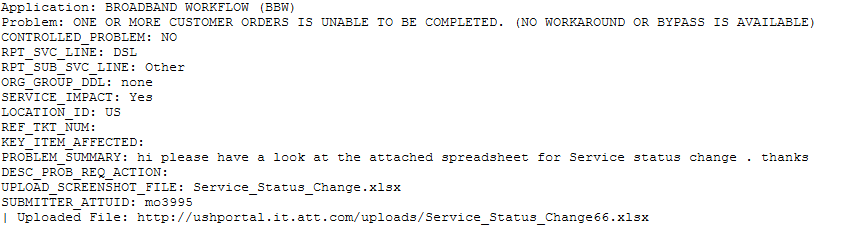 Application: BROADBAND WORKFLOW (BBW)
Problem: ONE OR MORE CUSTOMER ORDERS IS UNABLE TO BE COMPLETED. (NO WORKAROUND OR BYPASS IS AVAILABLE)
CONTROLLED_PROBLEM: NO
RPT_SVC_LINE: DSL
RPT_SUB_SVC_LINE: Other
ORG_GROUP_DDL: none
SERVICE_IMPACT: Yes
LOCATION_ID: US
REF_TKT_NUM:
KEY_ITEM_AFFECTED:
PROBLEM_SUMMARY: hi please have a look at the attached spreadsheet for Service status change . thanks
DESC_PROB_REQ_ACTION:
UPLOAD_SCREENSHOT_FILE: Service_Status_Change.xlsx
SUBMITTER_ATTUID: mo3995
| Uploaded File: http://ushportal.it.att.com/uploads/Service_Status_Change66.xlsx